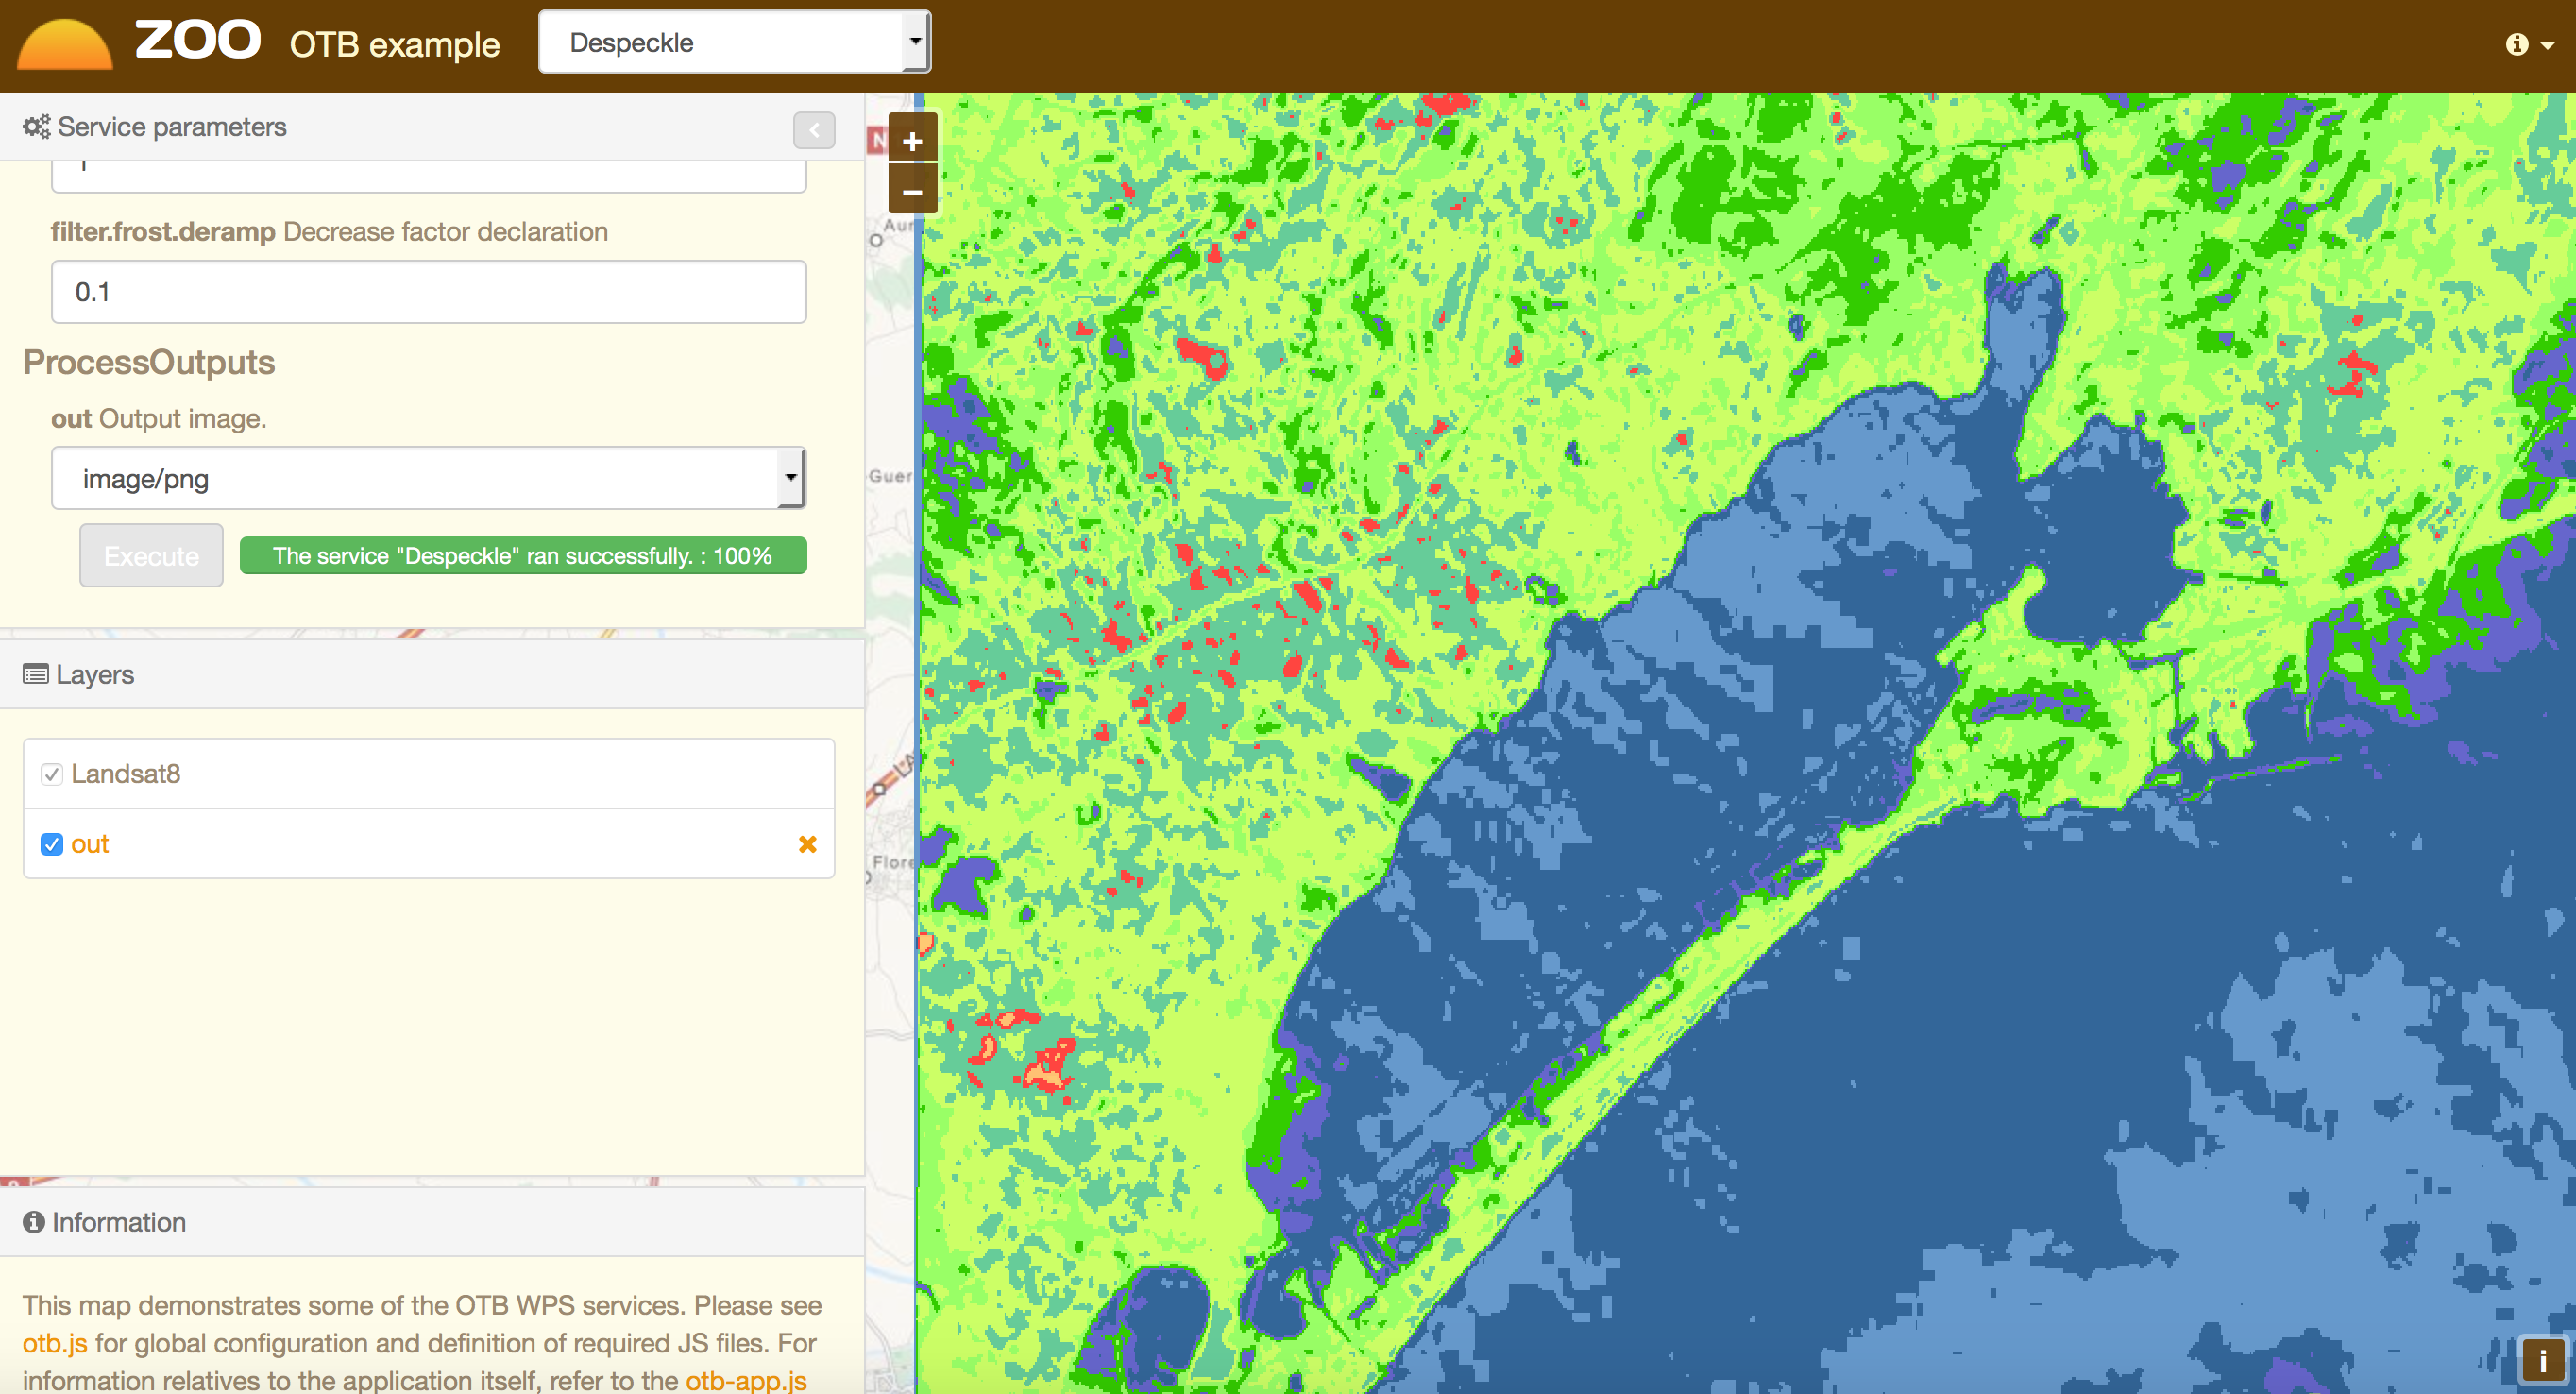 ZOO OTB example Despeckle
Service parameters
filter.frost.deramp Decrease factor declaration
0.1
ProcessOutputs
out Output image.
image/png
Execute The service "Despeckle" ran successfully. : 100%
Layers
Landsat8
out
Information
This map demonstrates some of the OTB WPS services. Please see
otb.js for global configuration and definition of required JS files. For
information relatives to the application itself, refer to the otb-app.js
N
+
−
Aur
Guer
Flore
i